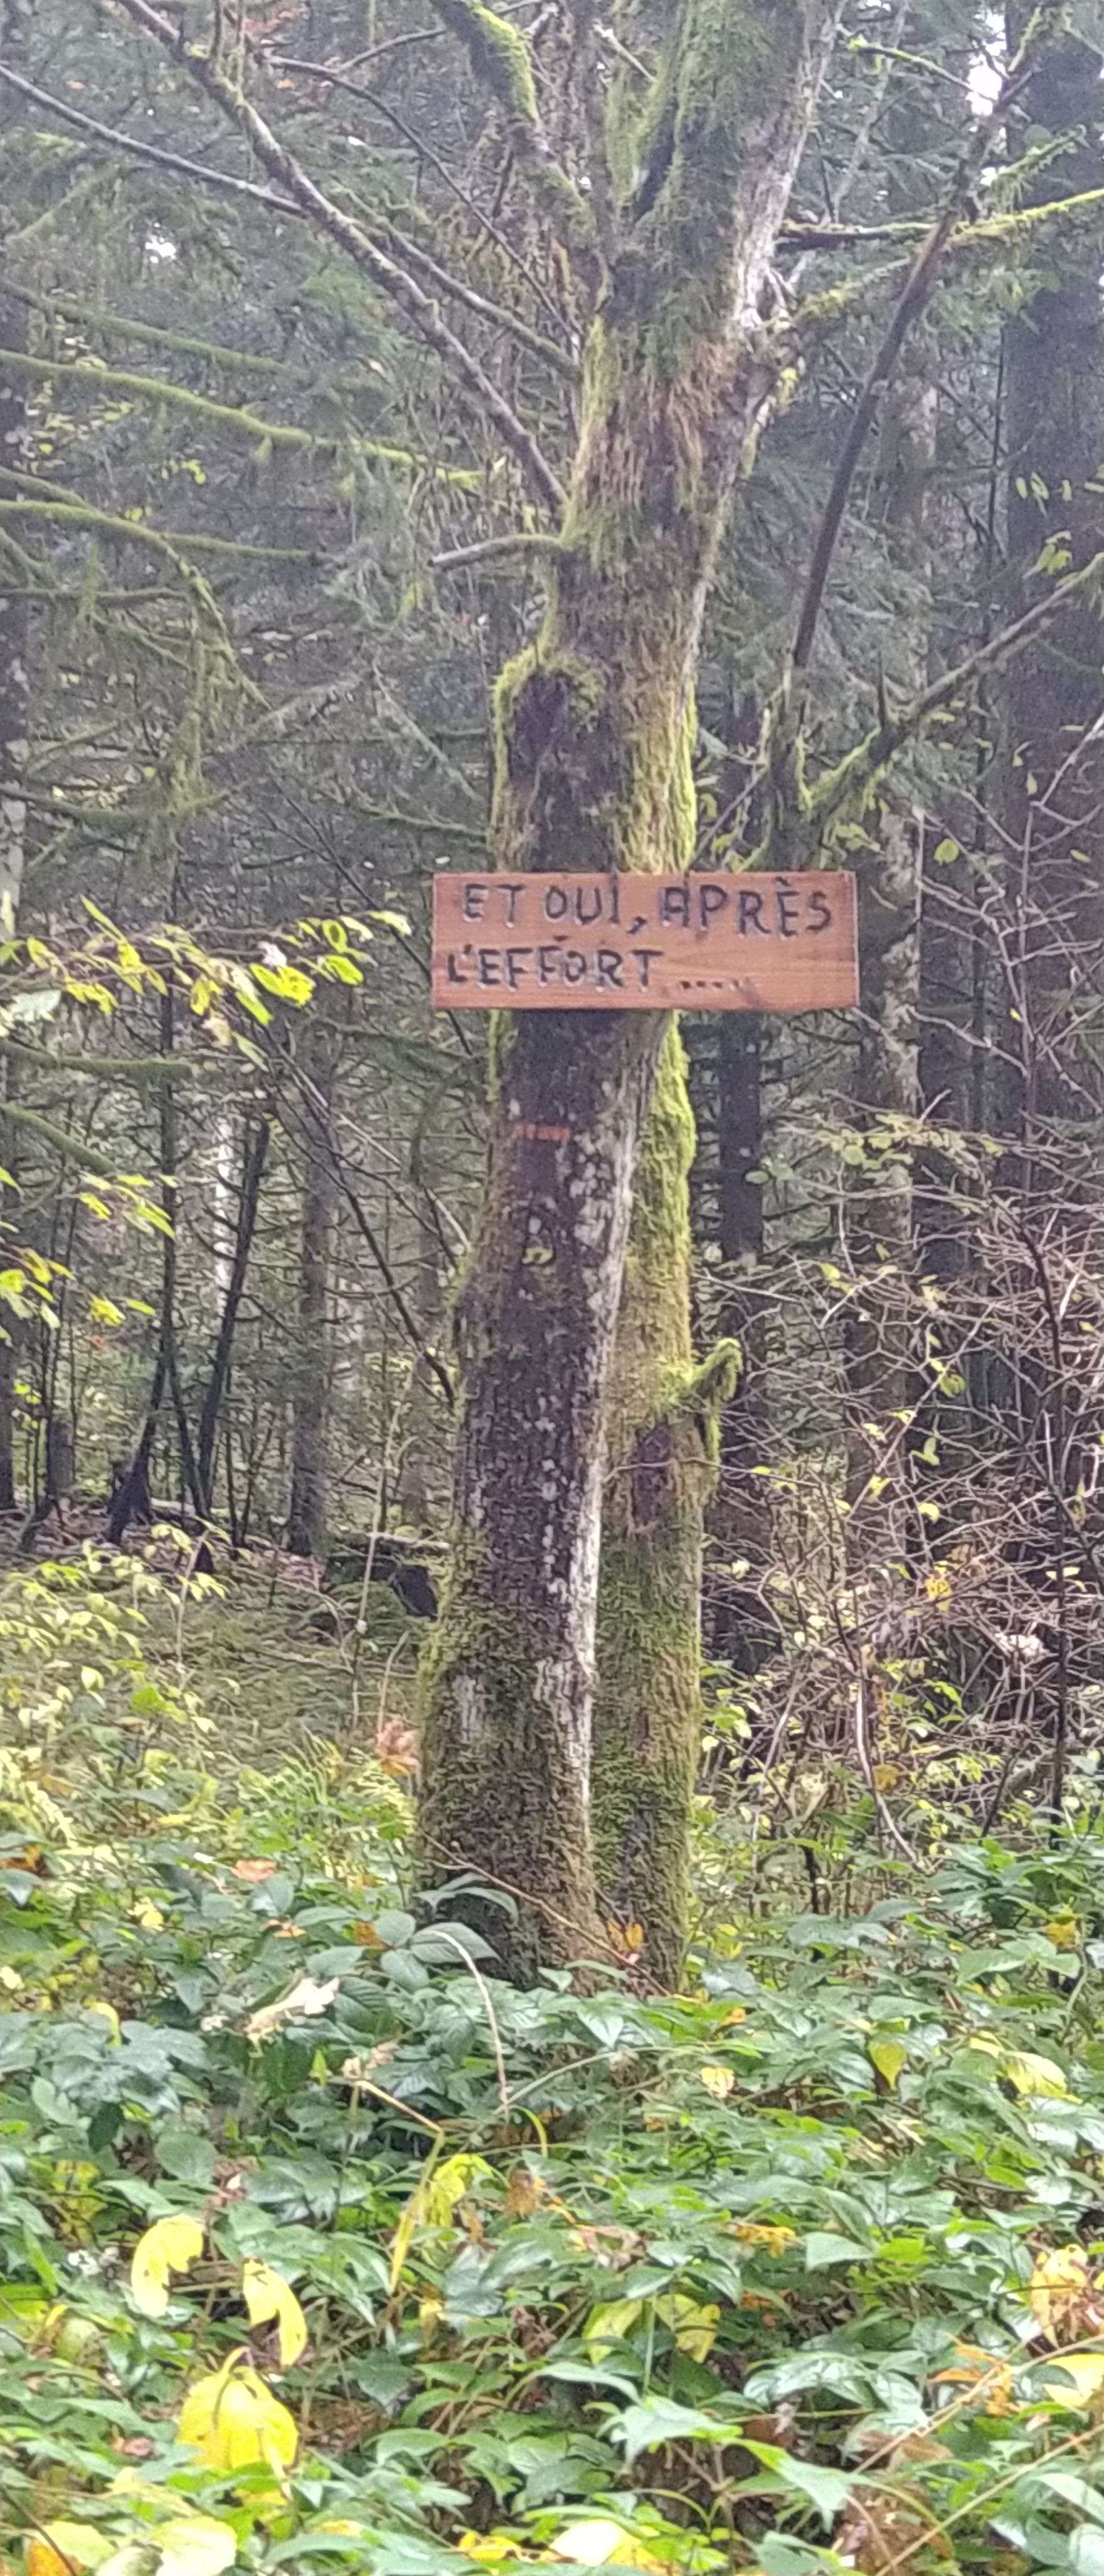 ET OUI, APRÈS
L'EFFORT .....